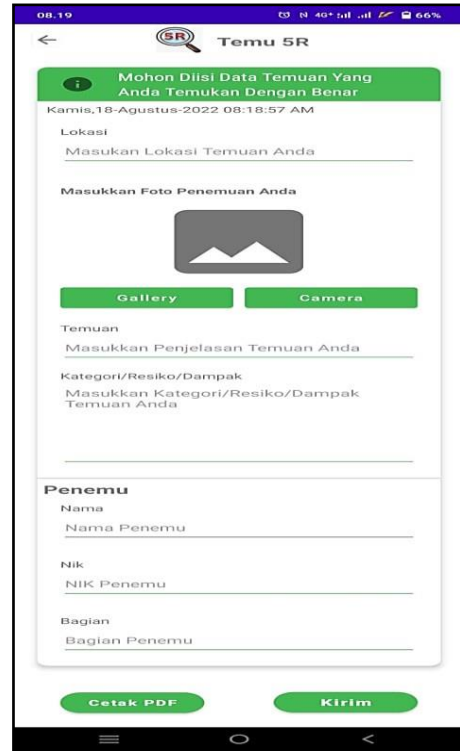 08.19
4G+ 66%
5R
Temu 5R
Mohon Diisi Data Temuan Yang
Anda Temukan Dengan Benar
Kamis,18-Agustus-2022 08:18:57 AM
Lokasi
Masukan Lokasi Temuan Anda
Masukkan Foto Penemuan Anda
Gallery
Camera
Temuan
Masukkan Penjelasan Temuan Anda
Kategori/Resiko/Dampak
Masukkan Kategori/Resiko/Dampak
Temuan Anda
Penemu
Nama
Nama Penemu
Nik
NIK Penemu
Bagian
Bagian Penemu
Cetak PDF
Kirim